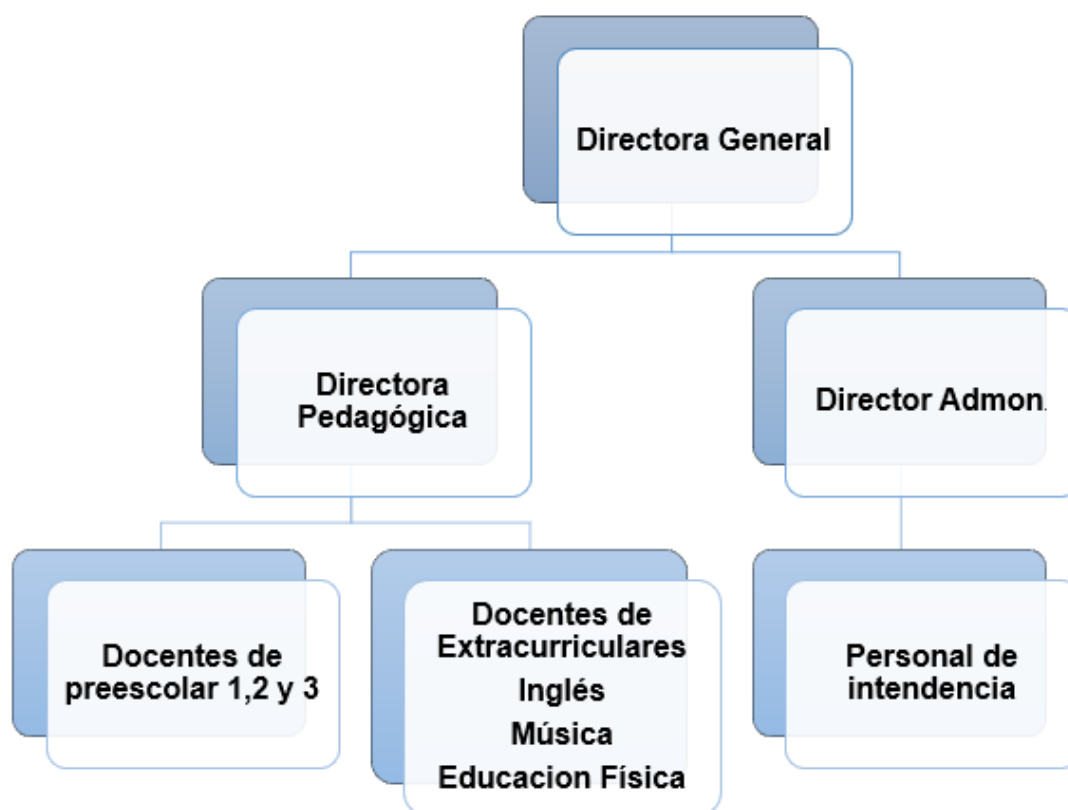 Directora General
Directora
Pedagógica
Director Admon.
Docentes de
preescolar 1,2 y 3
Docentes de
Extracurriculares
Inglés
Música
Educacion Física
Personal de
intendencia